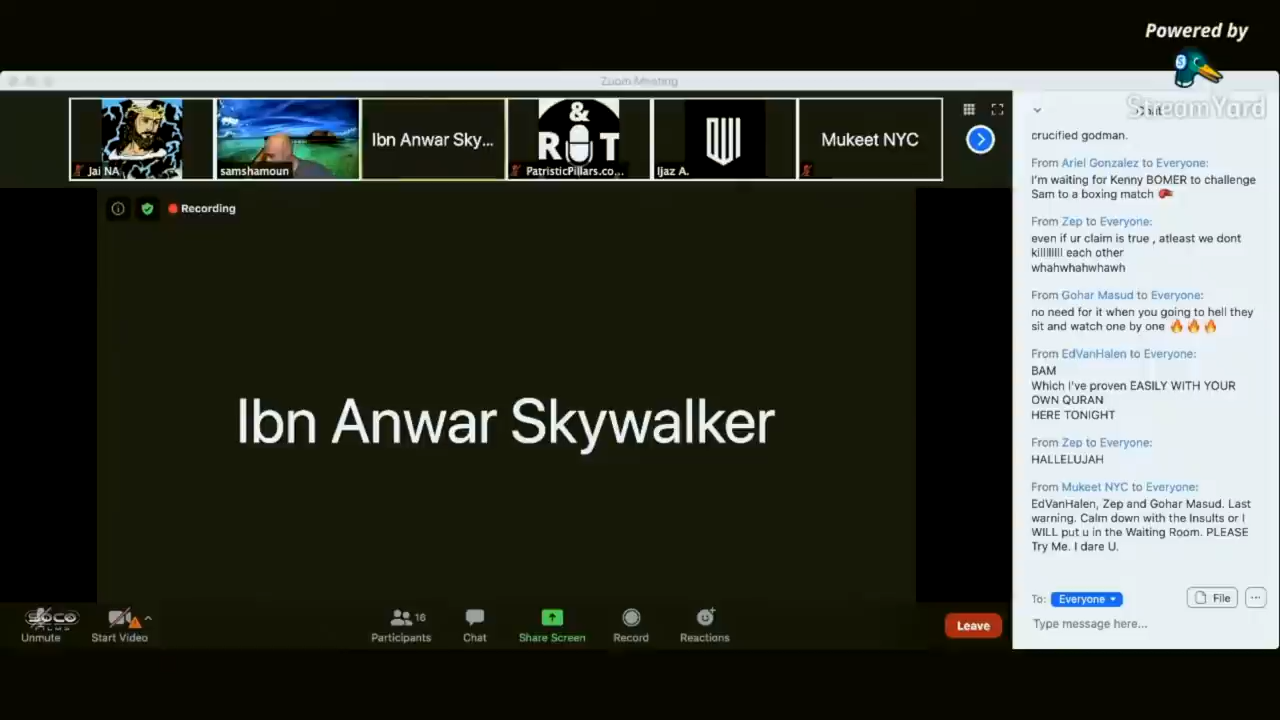 Powered by
StreamYard
Zoom Meeting
&
R T
Jai NA
samshamoun
Ibn Anwar Sky...
PatristicPillars.co...
Ijaz A.
Mukeet NYC
Recording
Ibn Anwar Skywalker
crucified godman.
From Ariel Gonzalez to Everyone:
I'm waiting for Kenny BOMER to challenge
Sam to a boxing match 🥊
From Zep to Everyone:
even if ur claim is true , atleast we dont
killlllllll each other
whahwhahwhawh
From Gohar Masud to Everyone:
no need for it when you going to hell they
sit and watch one by one 🔥🔥🔥
From EdVanHalen to Everyone:
BAM
Which I've proven EASILY WITH YOUR
OWN QURAN
HERE TONIGHT
From Zep to Everyone:
HALLELUJAH
From Mukeet NYC to Everyone:
EdVanHalen, Zep and Gohar Masud. Last
warning. Calm down with the Insults or I
WILL put u in the Waiting Room. PLEASE
Try Me. I dare U.
To: Everyone
File
Type message here...
SOCO
FILMS
Unmute
Start Video
16
Participants
Chat
Share Screen
Record
Reactions
Leave